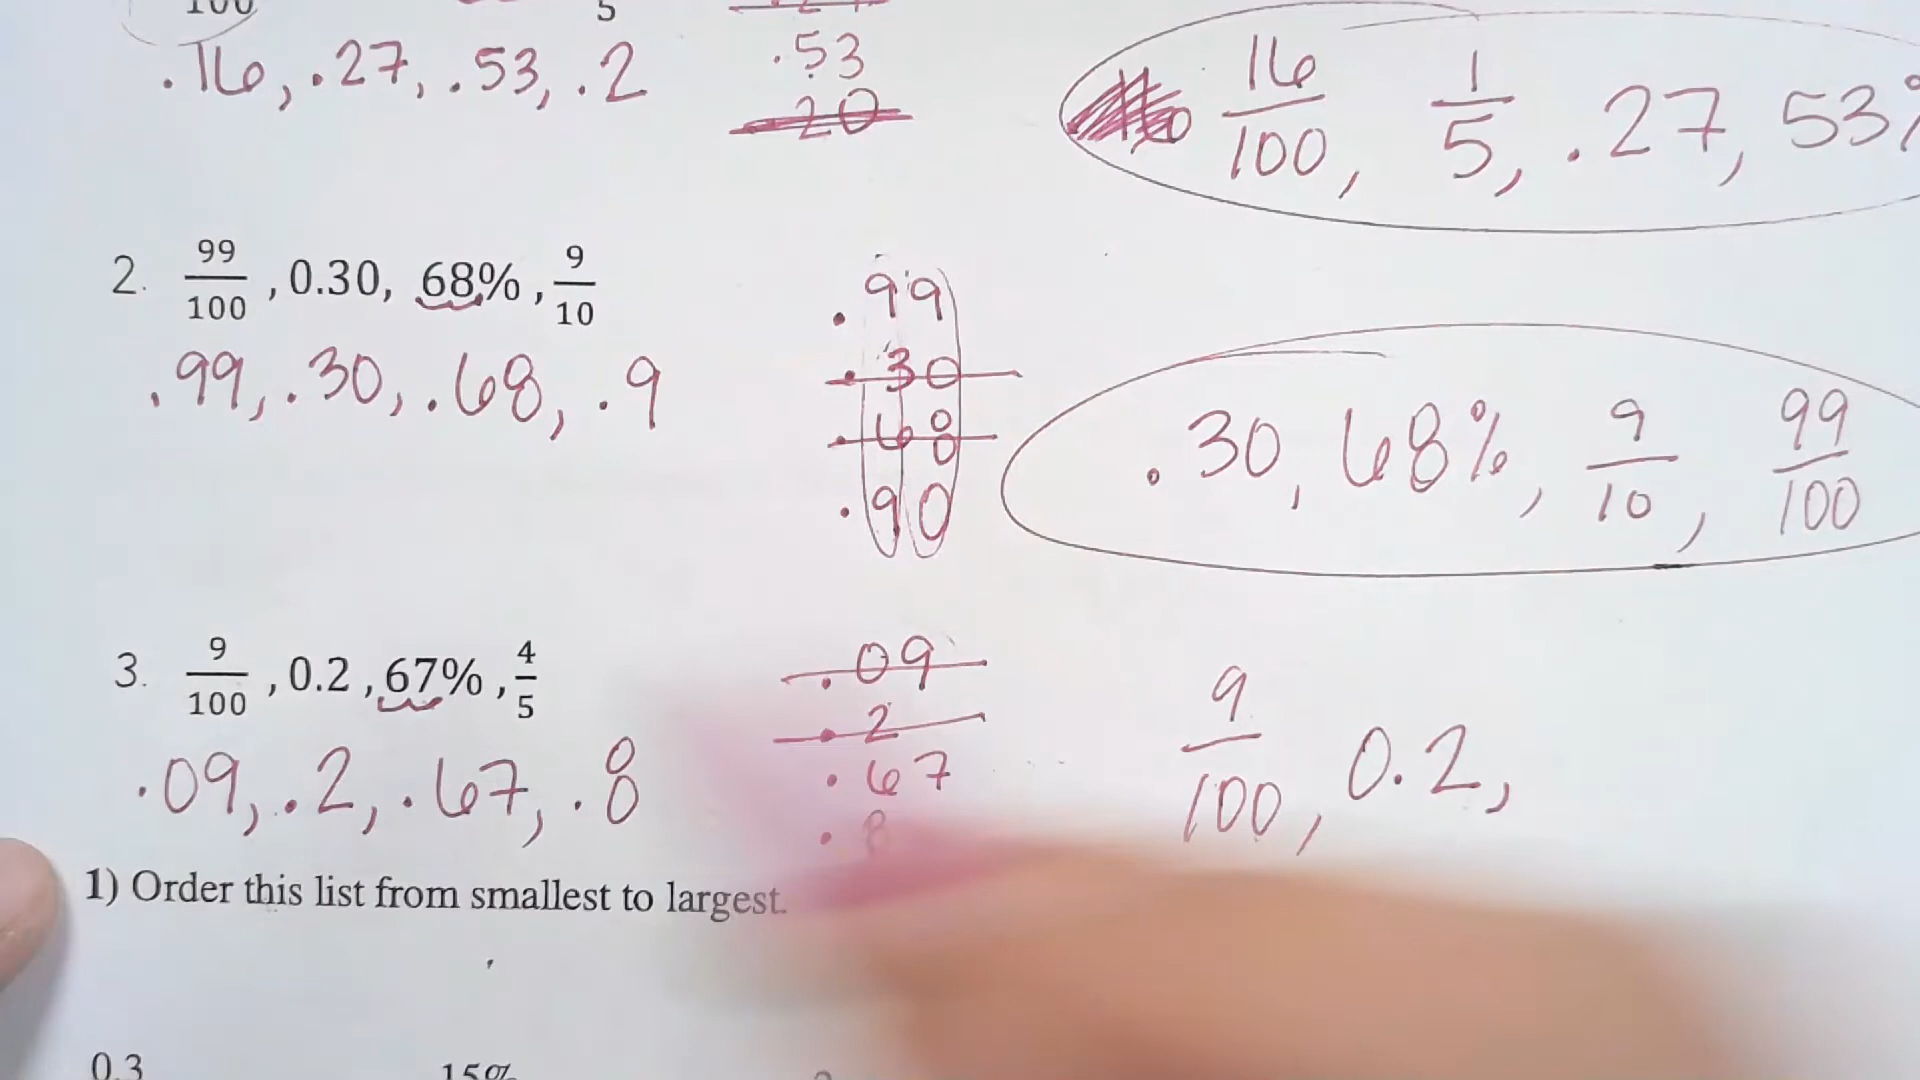 100 5
.16, .27, .53, .2
.53
20
16/100, 1/5, .27, 53%
2. 99/100, 0.30, 68%, 9/10
.99, .30, .68, .9
.99
.30
.68
.90
.30, 68%, 9/10, 99/100
3. 9/100, 0.2, 67%, 4/5
.09, .2, .67, .8
.09
.2
.67
.8
9/100, 0.2,
1) Order this list from smallest to largest.
0.3 15%